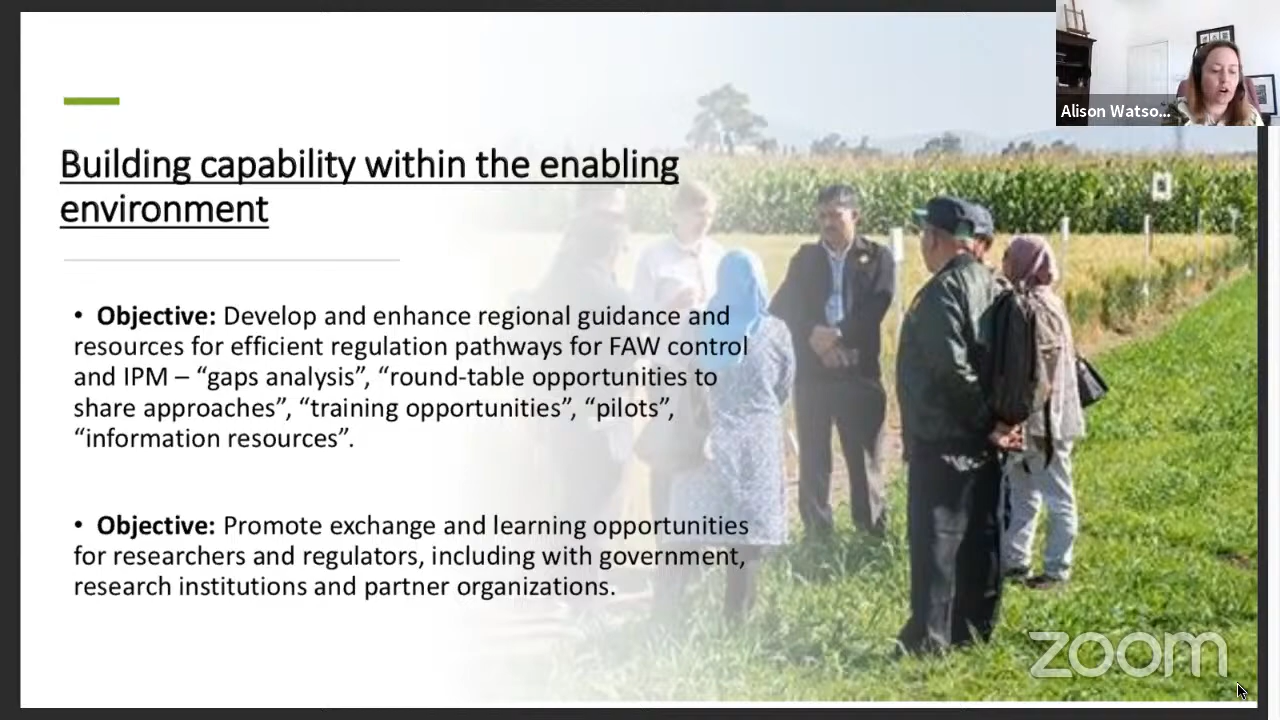 Alison Watso...
Building capability within the enabling
environment
• Objective: Develop and enhance regional guidance and
resources for efficient regulation pathways for FAW control
and IPM – “gaps analysis”, “round-table opportunities to
share approaches”, “training opportunities”, “pilots”,
“information resources”.
• Objective: Promote exchange and learning opportunities
for researchers and regulators, including with government,
research institutions and partner organizations.
zoom